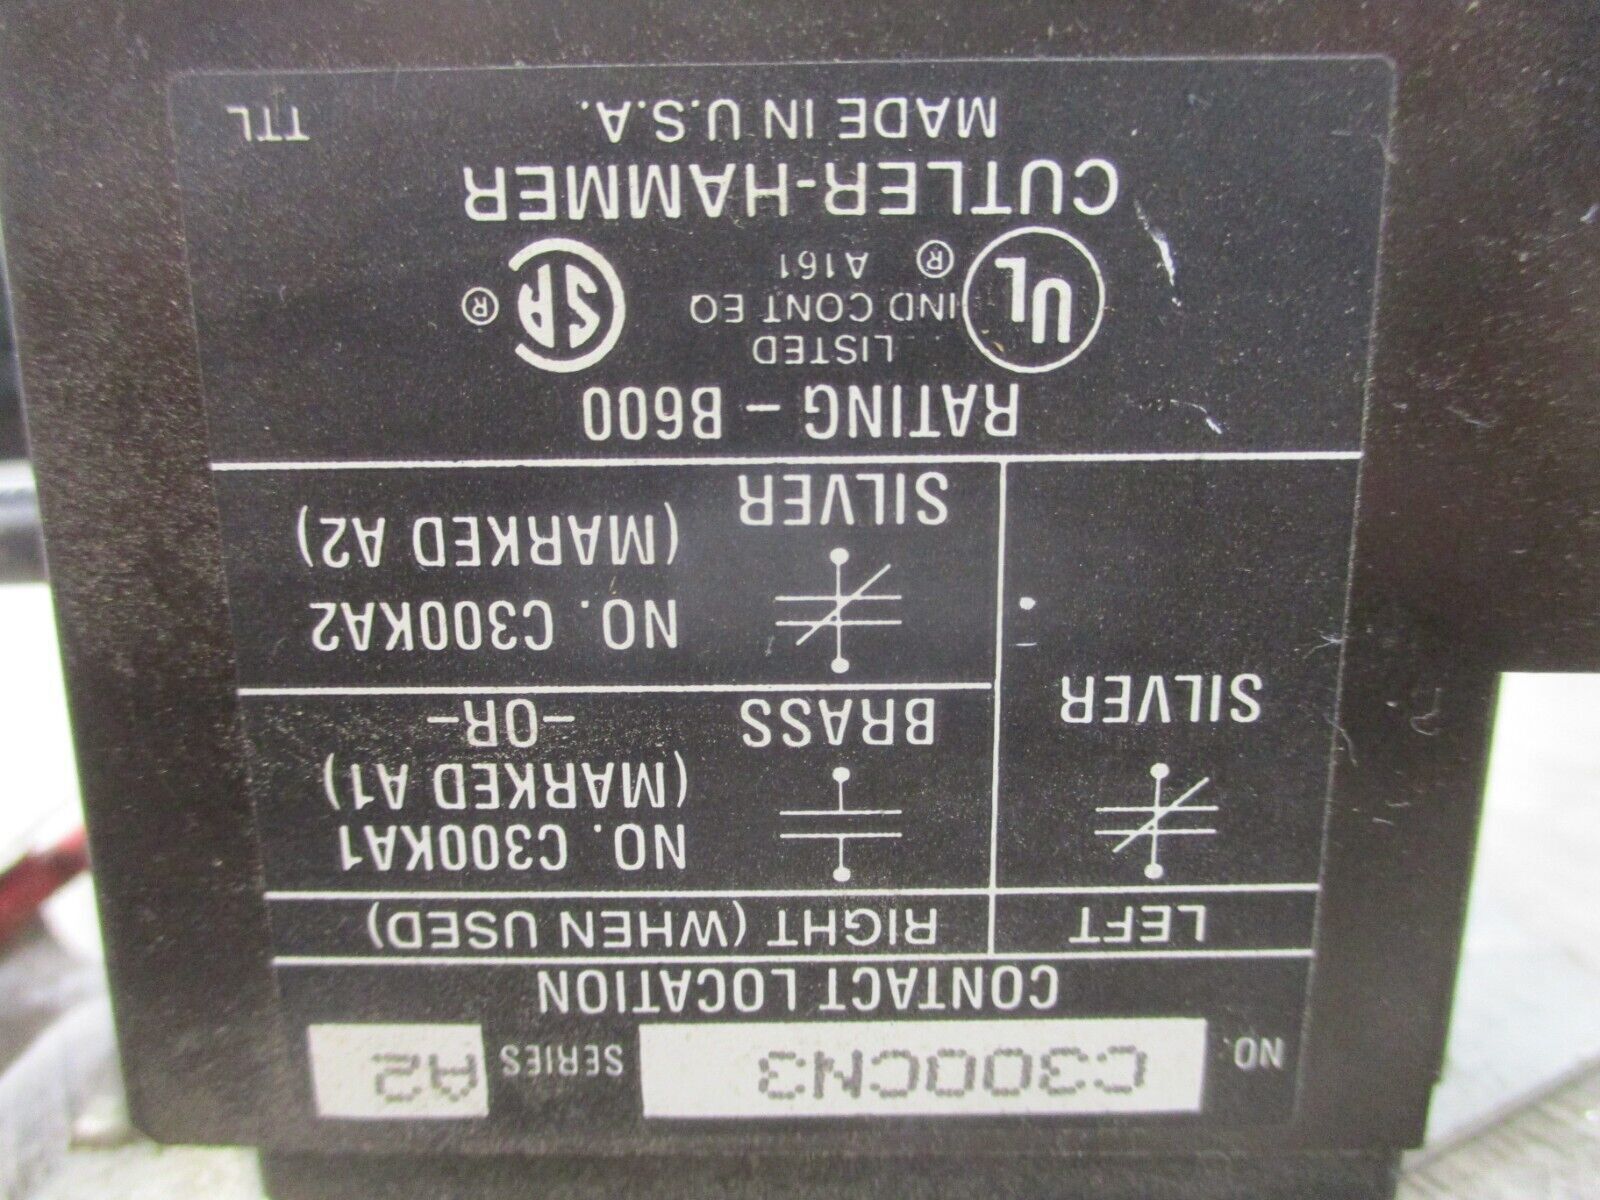 NO. C300CN3 SERIES A2
CONTACT LOCATION
LEFT RIGHT (WHEN USED)
SILVER
BRASS
NO. C300KA1
(MARKED A1)
-OR-
SILVER
NO. C300KA2
(MARKED A2)
RATING - B600
UL ® LISTED
IND CONT EQ
A161
SA ®
CUTLER-HAMMER
MADE IN U.S.A.
TTL